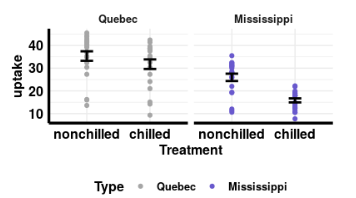 Quebec Mississippi
uptake
40
30
20
10
nonchilled chilled nonchilled chilled
Treatment
Type Quebec Mississippi